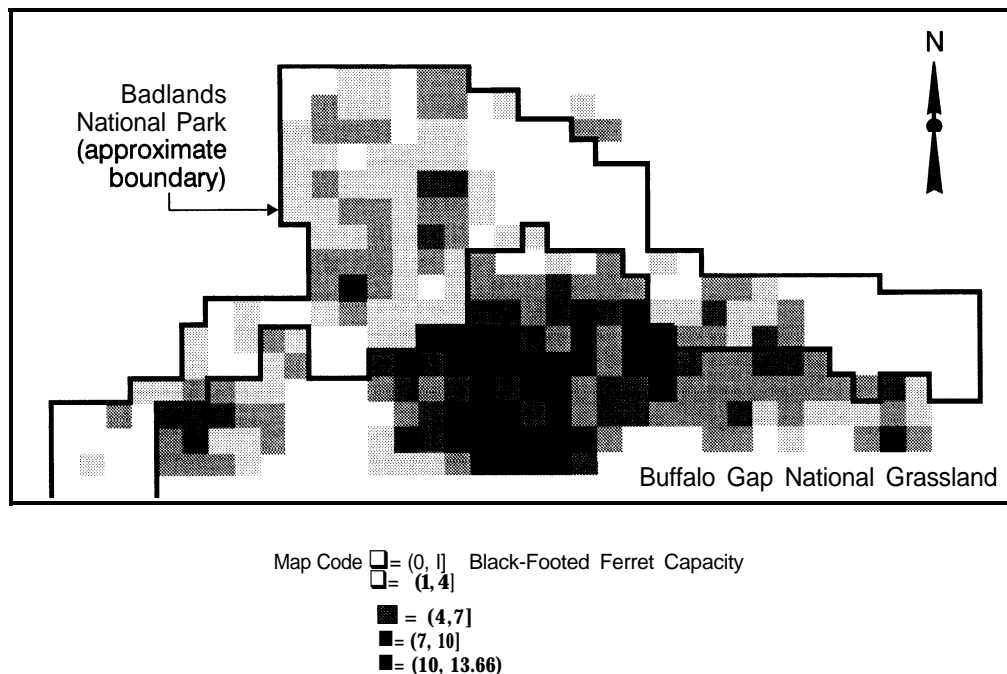 N
Badlands
National Park
(approximate
boundary)
Buffalo Gap National Grassland
Map Code = (0, I] Black-Footed Ferret Capacity
= (1, 4]
= (4,7]
= (7, 10]
= (10, 13.66)